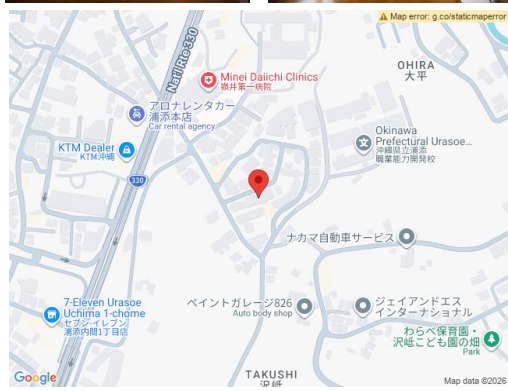 Map error: g.co/staticmaperror
OHIRA
大平
Nat'l Rte 330
Minei Daiichi Clinics
嶺井第一病院
アロナレンタカー
浦添本店
Car rental agency
Okinawa
Prefectural Urasoe...
沖縄県立浦添
職業能力開発校
KTM Dealer
KTM沖縄
330
ナカマ自動車サービス
7-Eleven Urasoe
Uchima 1-chome
セブン-イレブン
浦添内間1丁目店
ペイントガレージ826
Auto body shop
ジェイアンドエス
インターナショナル
わらべ保育園・
沢岻こども園の畑
Park
TAKUSHI
沢岻
Google
Map data ©2026